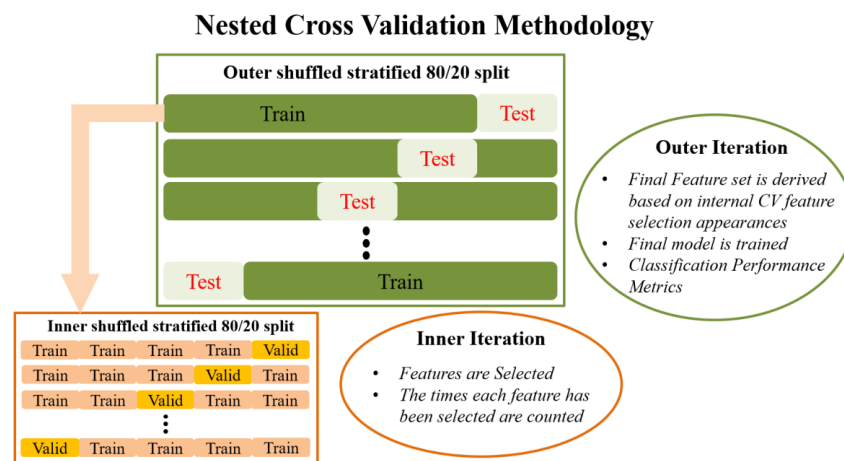 Nested Cross Validation Methodology
Outer shuffled stratified 80/20 split
Train Test
Test
Test
Test Train
Outer Iteration
• Final Feature set is derived
based on internal CV feature
selection appearances
• Final model is trained
• Classification Performance
Metrics
Inner shuffled stratified 80/20 split
Train Train Train Train Valid
Train Train Train Valid Train
Train Train Valid Train Train
Valid Train Train Train Train
Inner Iteration
• Features are Selected
• The times each feature has
been selected are counted